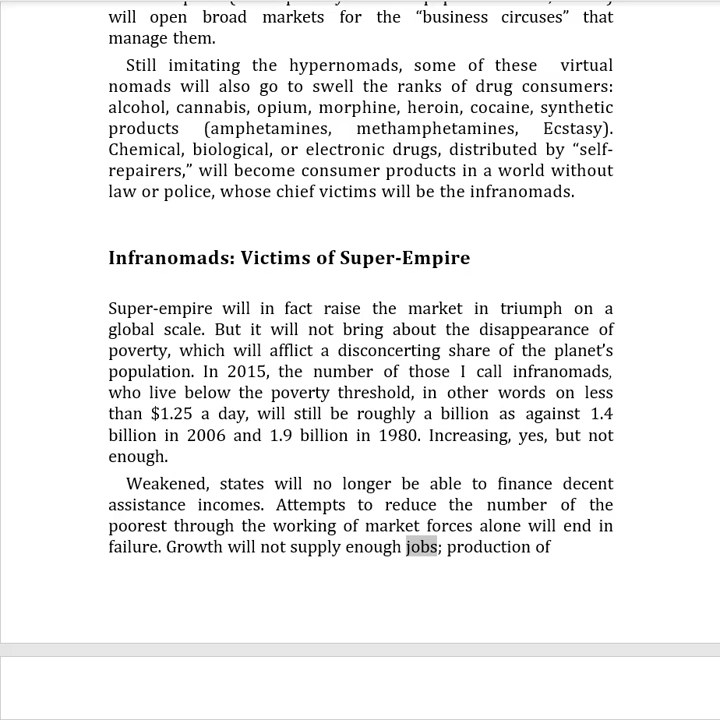 will open broad markets for the “business circuses” that
manage them.
Still imitating the hypernomads, some of these virtual
nomads will also go to swell the ranks of drug consumers:
alcohol, cannabis, opium, morphine, heroin, cocaine, synthetic
products (amphetamines, methamphetamines, Ecstasy).
Chemical, biological, or electronic drugs, distributed by “self-
repairers,” will become consumer products in a world without
law or police, whose chief victims will be the infranomads.
Infranomads: Victims of Super-Empire
Super-empire will in fact raise the market in triumph on a
global scale. But it will not bring about the disappearance of
poverty, which will afflict a disconcerting share of the planet’s
population. In 2015, the number of those I call infranomads,
who live below the poverty threshold, in other words on less
than $1.25 a day, will still be roughly a billion as against 1.4
billion in 2006 and 1.9 billion in 1980. Increasing, yes, but not
enough.
Weakened, states will no longer be able to finance decent
assistance incomes. Attempts to reduce the number of the
poorest through the working of market forces alone will end in
failure. Growth will not supply enough jobs; production of